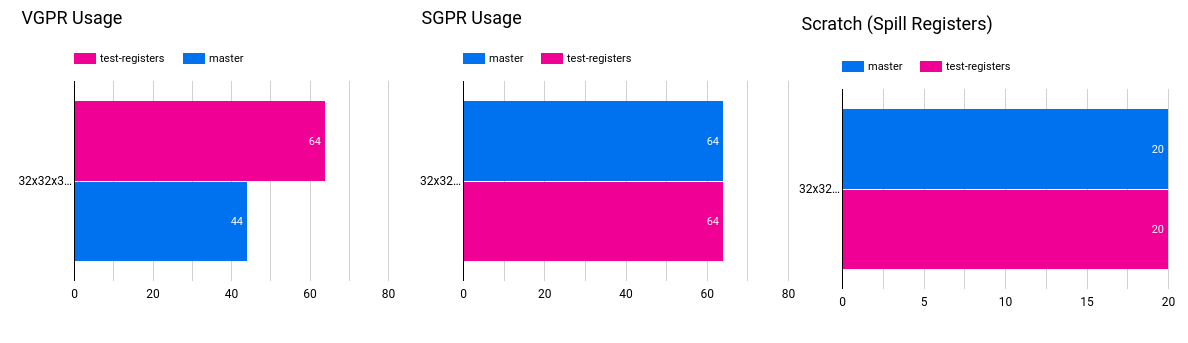 VGPR Usage
test-registers
master
64
32x32x3...
44
0 20 40 60 80
SGPR Usage
master
test-registers
64
32x32...
64
0 20 40 60 80
Scratch (Spill Registers)
master
test-registers
20
32x32...
20
0 5 10 15 20